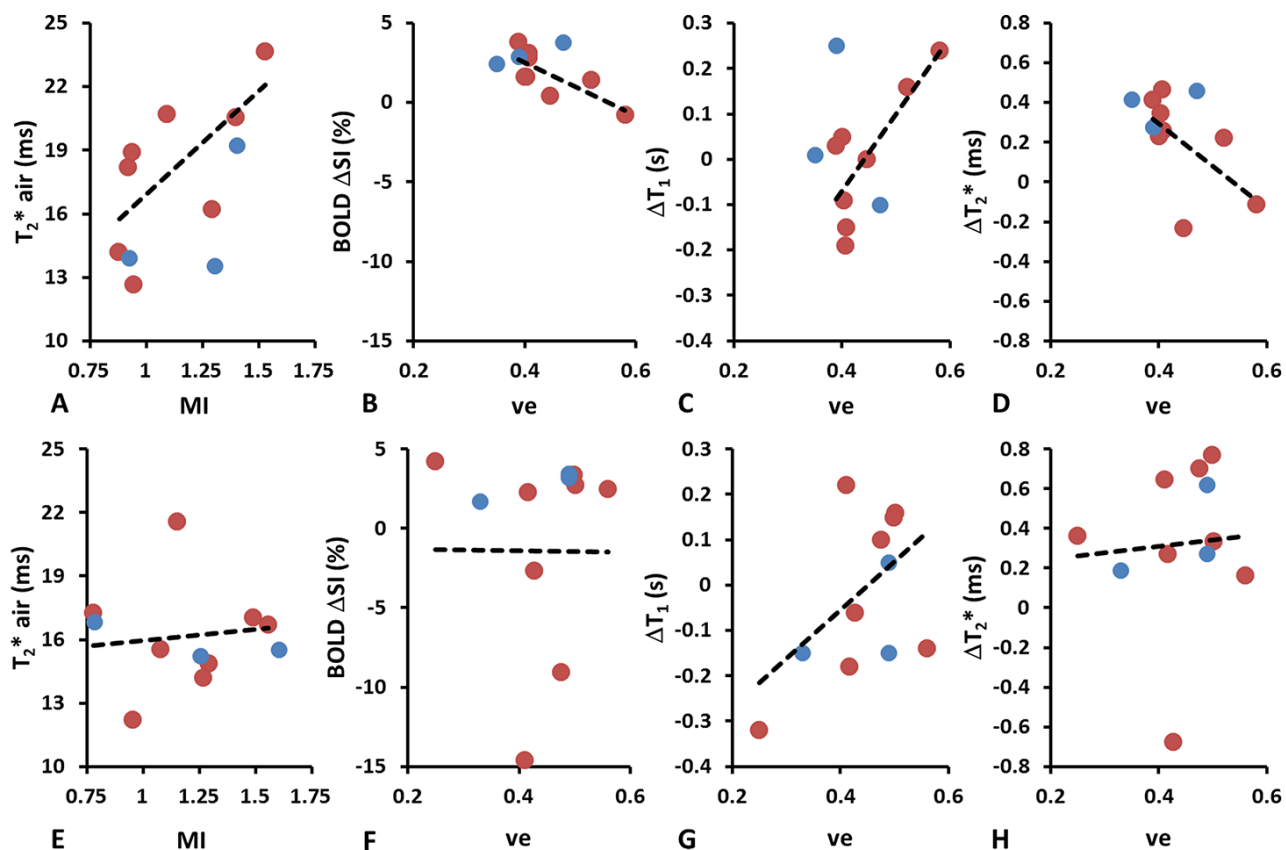 T₂* air (ms)
25
22
19
16
13
10
0.75 1 1.25 1.5 1.75
A MI
BOLD ΔSI (%)
5
0
-5
-10
-15
0.2 0.4 0.6
B ve
ΔT₁ (s)
0.3
0.2
0.1
0
-0.1
-0.2
-0.3
-0.4
0.2 0.4 0.6
C ve
ΔT₂* (ms)
0.8
0.6
0.4
0.2
0
-0.2
-0.4
-0.6
-0.8
0.2 0.4 0.6
D ve
T₂* air (ms)
25
22
19
16
13
10
0.75 1 1.25 1.5 1.75
E MI
BOLD ΔSI (%)
5
0
-5
-10
-15
0.2 0.4 0.6
F ve
ΔT₁ (s)
0.3
0.2
0.1
0
-0.1
-0.2
-0.3
-0.4
0.2 0.4 0.6
G ve
ΔT₂* (ms)
0.8
0.6
0.4
0.2
0
-0.2
-0.4
-0.6
-0.8
0.2 0.4 0.6
H ve